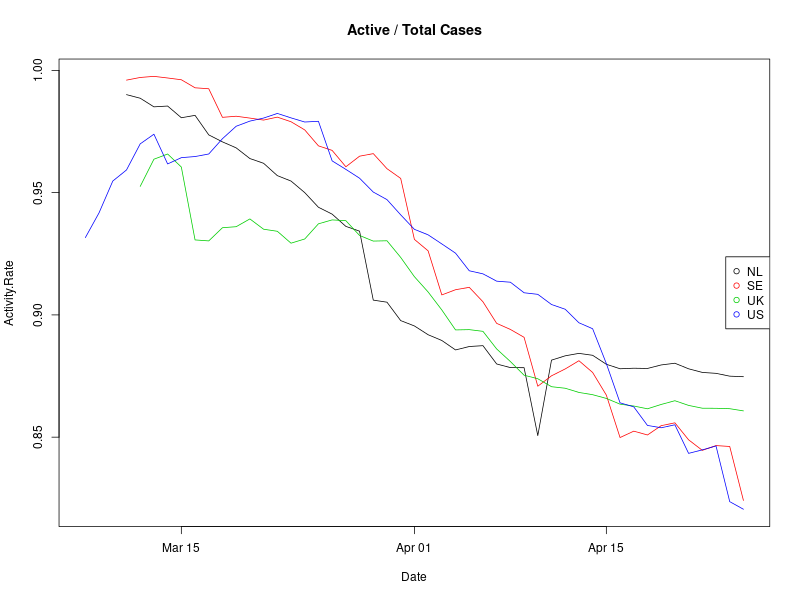 Active / Total Cases
Activity.Rate
1.00
0.95
0.90
0.85
NL
SE
UK
US
Mar 15
Apr 01
Apr 15
Date